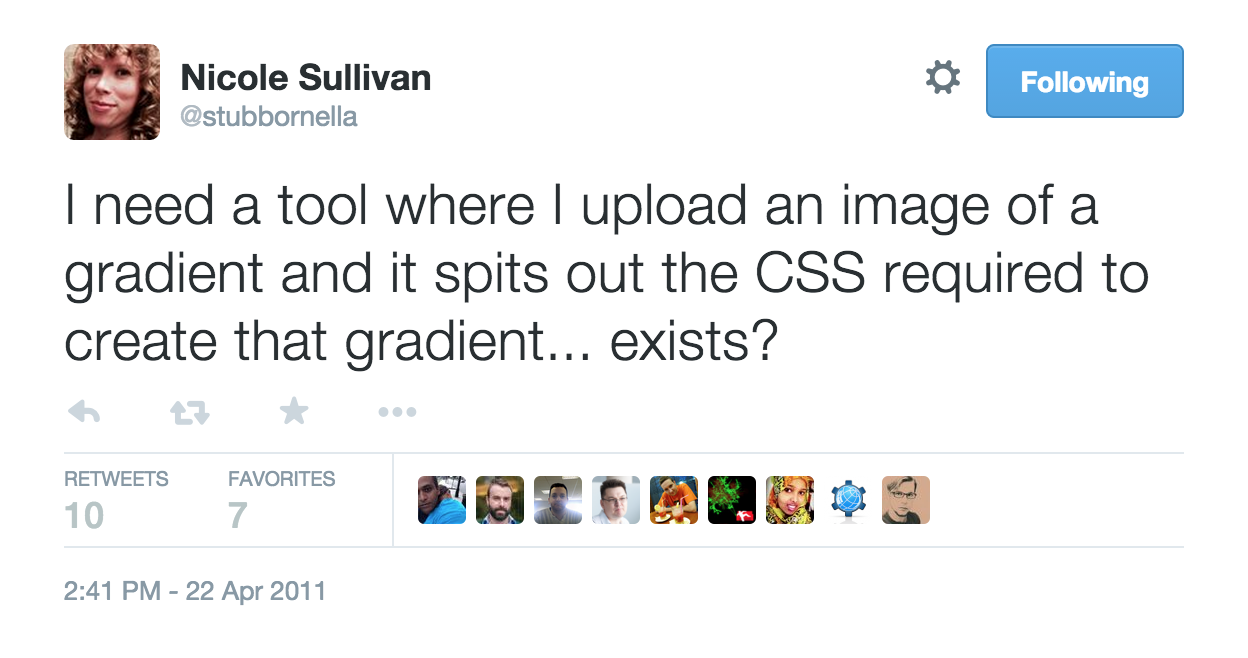 Nicole Sullivan
@stubbornella
Following
I need a tool where I upload an image of a
gradient and it spits out the CSS required to
create that gradient... exists?
RETWEETS
10
FAVORITES
7
2:41 PM - 22 Apr 2011